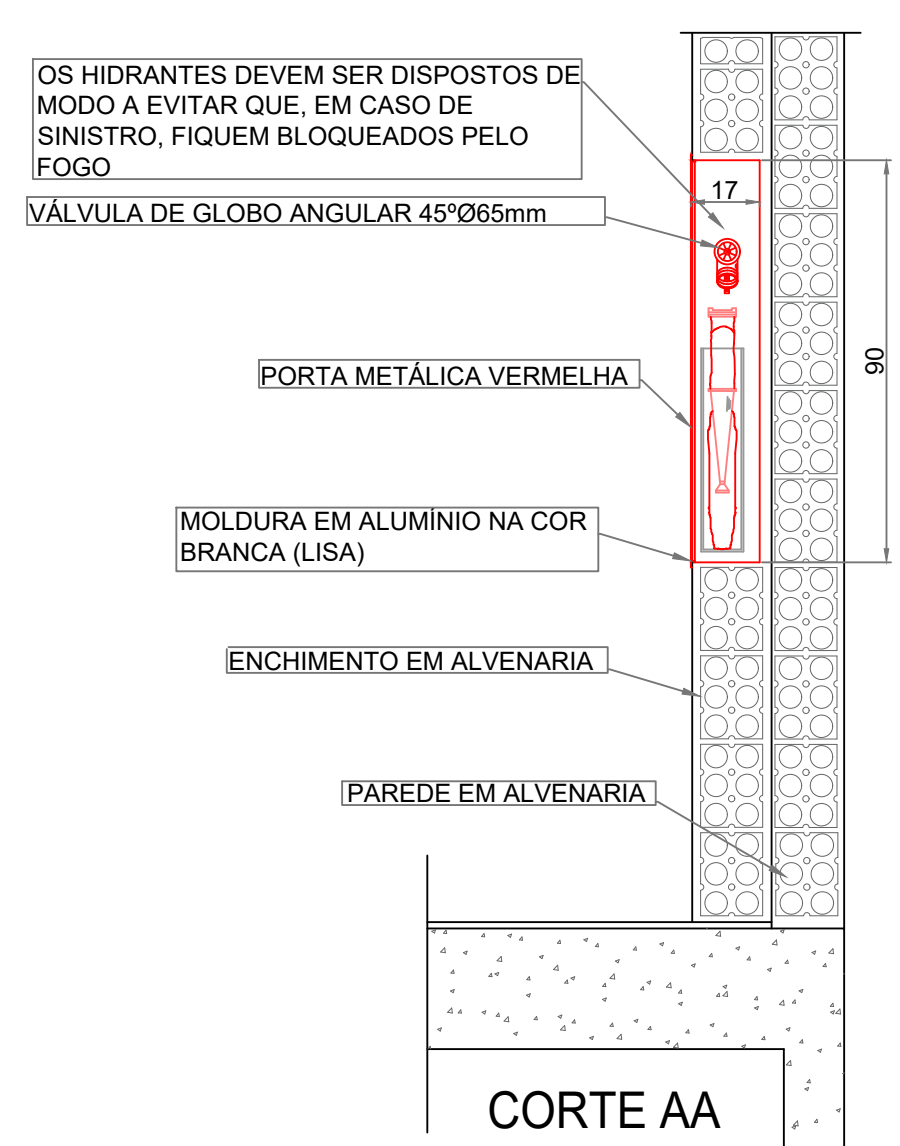 OS HIDRANTES DEVEM SER DISPOSTOS DE
MODO A EVITAR QUE, EM CASO DE
SINISTRO, FIQUEM BLOQUEADOS PELO
FOGO
17
VÁLVULA DE GLOBO ANGULAR 45ºØ65mm
90
PORTA METÁLICA VERMELHA
MOLDURA EM ALUMÍNIO NA COR
BRANCA (LISA)
ENCHIMENTO EM ALVENARIA
PAREDE EM ALVENARIA
CORTE AA